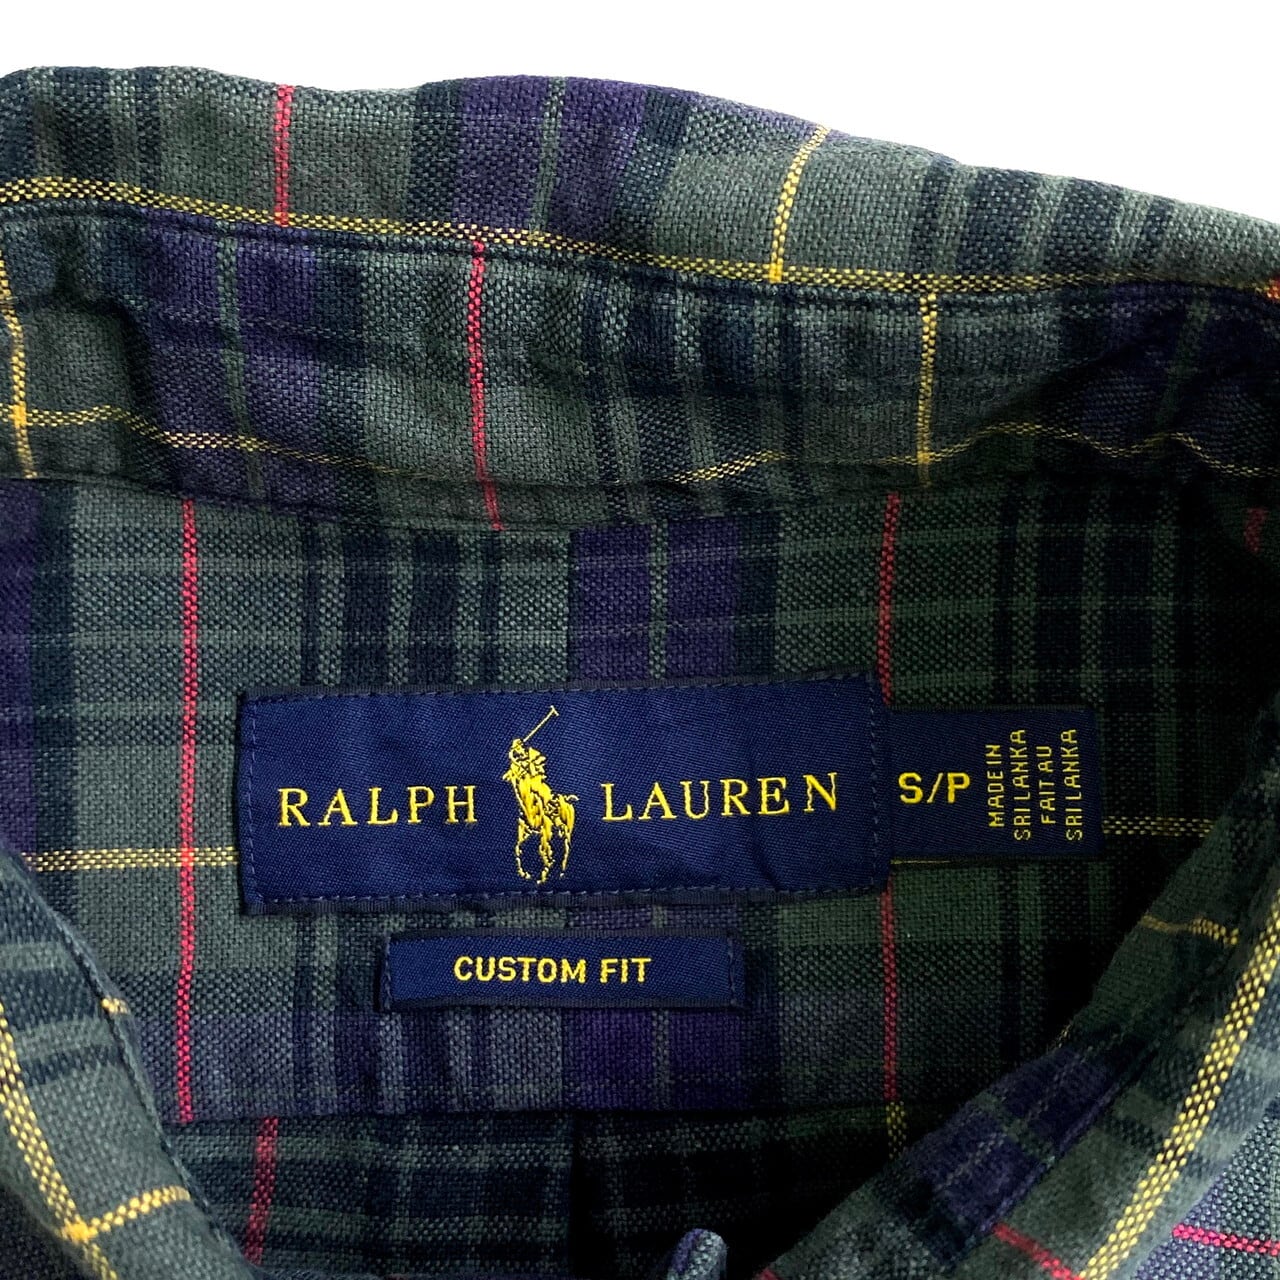 RALPH LAUREN
S/P
MADE IN
SRI LANKA
FAIT AU
SRI LANKA
CUSTOM FIT